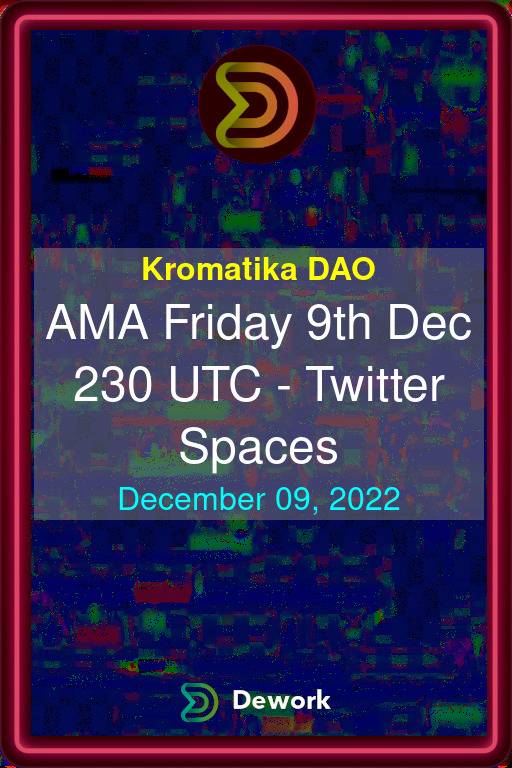 Kromatika DAO
AMA Friday 9th Dec
230 UTC - Twitter
Spaces
December 09, 2022
Dework